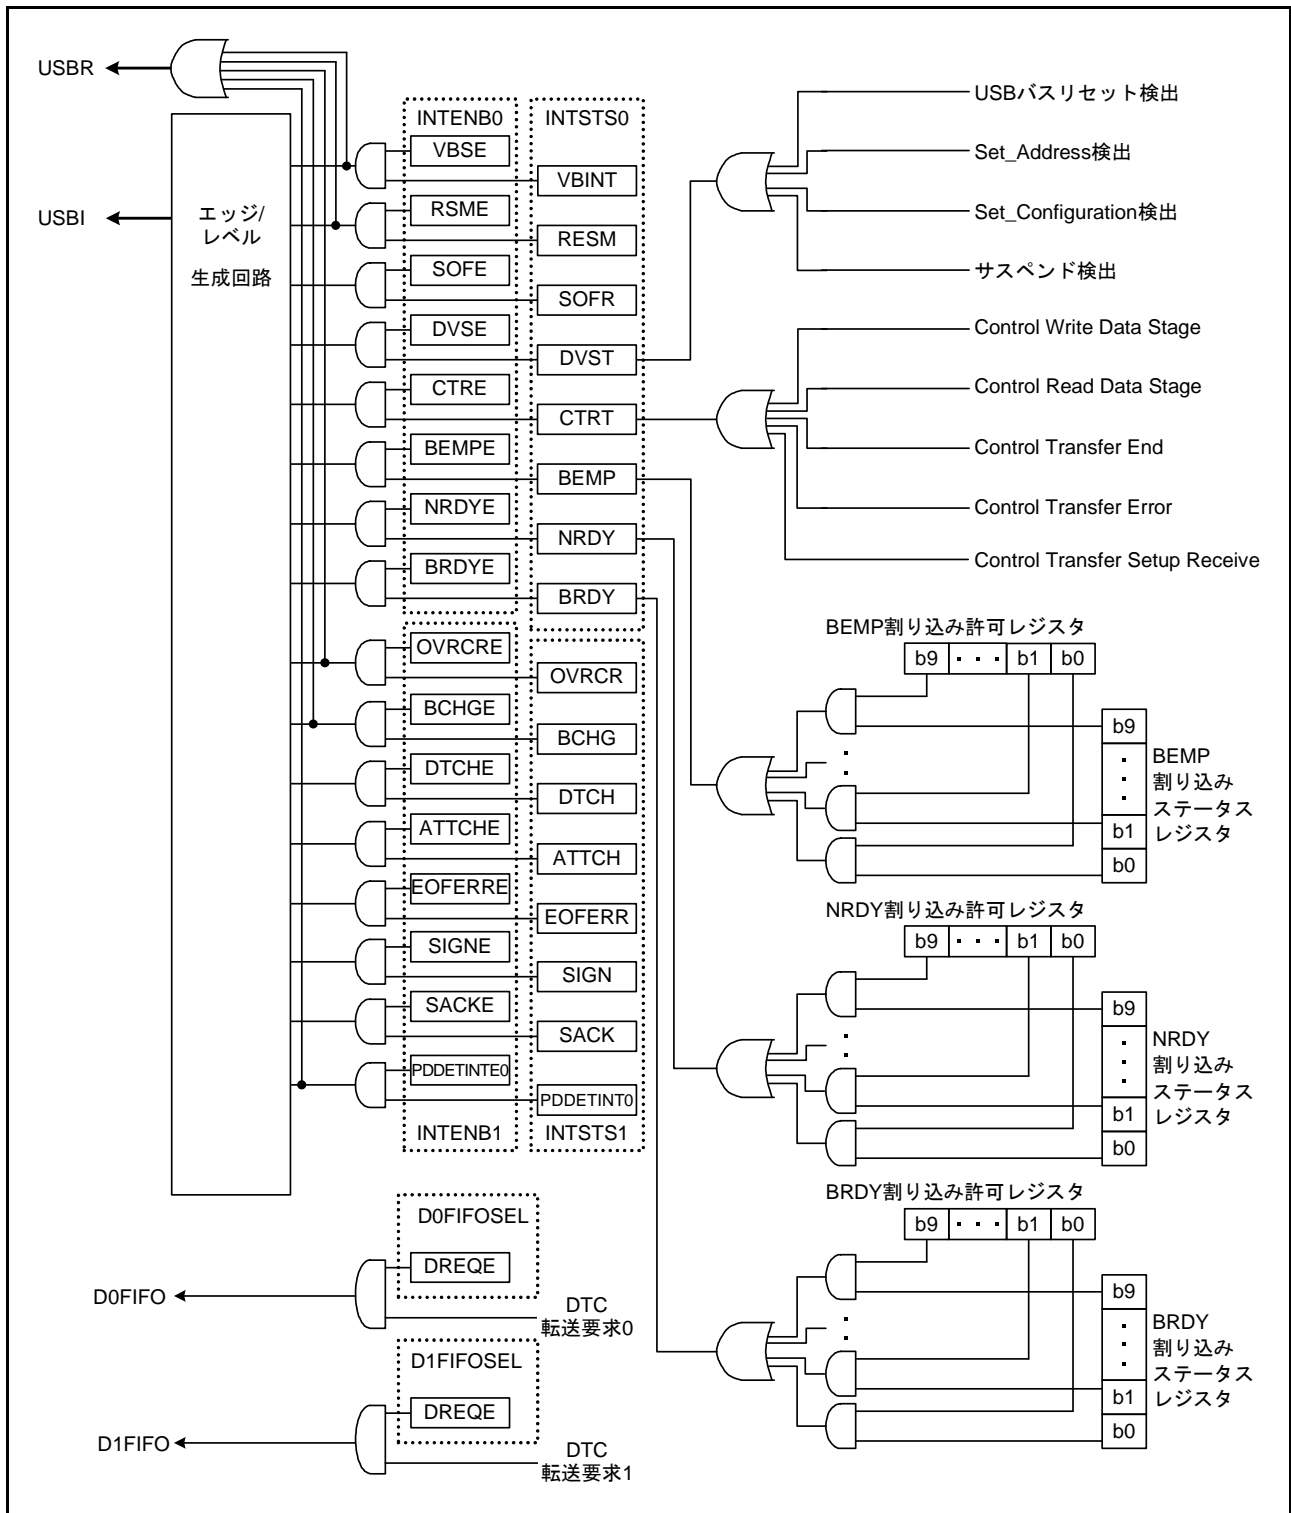 USBR
USBI
エッジ/
レベル
生成回路
INTENB0
VBSE
RSME
SOFE
DVSE
CTRE
BEMPE
NRDYE
BRDYE
INTSTS0
VBINT
RESM
SOFR
DVST
CTRT
BEMP
NRDY
BRDY
OVRCRE
BCHGE
DTCHE
ATTCHE
EOFERRE
SIGNE
SACKE
PDDETINTE0
INTENB1
OVRCR
BCHG
DTCH
ATTCH
EOFERR
SIGN
SACK
PDDETINT0
INTSTS1
USBバスリセット検出
Set_Address検出
Set_Configuration検出
サスペンド検出
Control Write Data Stage
Control Read Data Stage
Control Transfer End
Control Transfer Error
Control Transfer Setup Receive
BEMP割り込み許可レジスタ
b9 ・・・ b1 b0
b9
b1
b0
BEMP
割り込み
ステータス
レジスタ
NRDY割り込み許可レジスタ
b9 ・・・ b1 b0
b9
b1
b0
NRDY
割り込み
ステータス
レジスタ
BRDY割り込み許可レジスタ
b9 ・・・ b1 b0
b9
b1
b0
BRDY
割り込み
ステータス
レジスタ
D0FIFOSEL
DREQE
D0FIFO
DTC
転送要求0
D1FIFOSEL
DREQE
D1FIFO
DTC
転送要求1